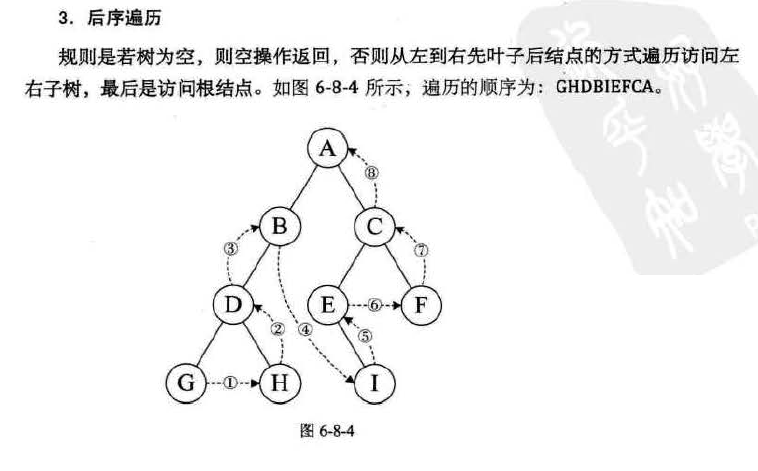 3. 后序遍历
规则是若树为空，则空操作返回，否则从左到右先叶子后结点的方式遍历访问左
右子树，最后是访问根结点。如图 6-8-4 所示，遍历的顺序为：GHDBIEFCA。
A
⑧
B
C
③
⑦
D
E
⑥
F
②
④
⑤
G
①
H
I
图 6-8-4